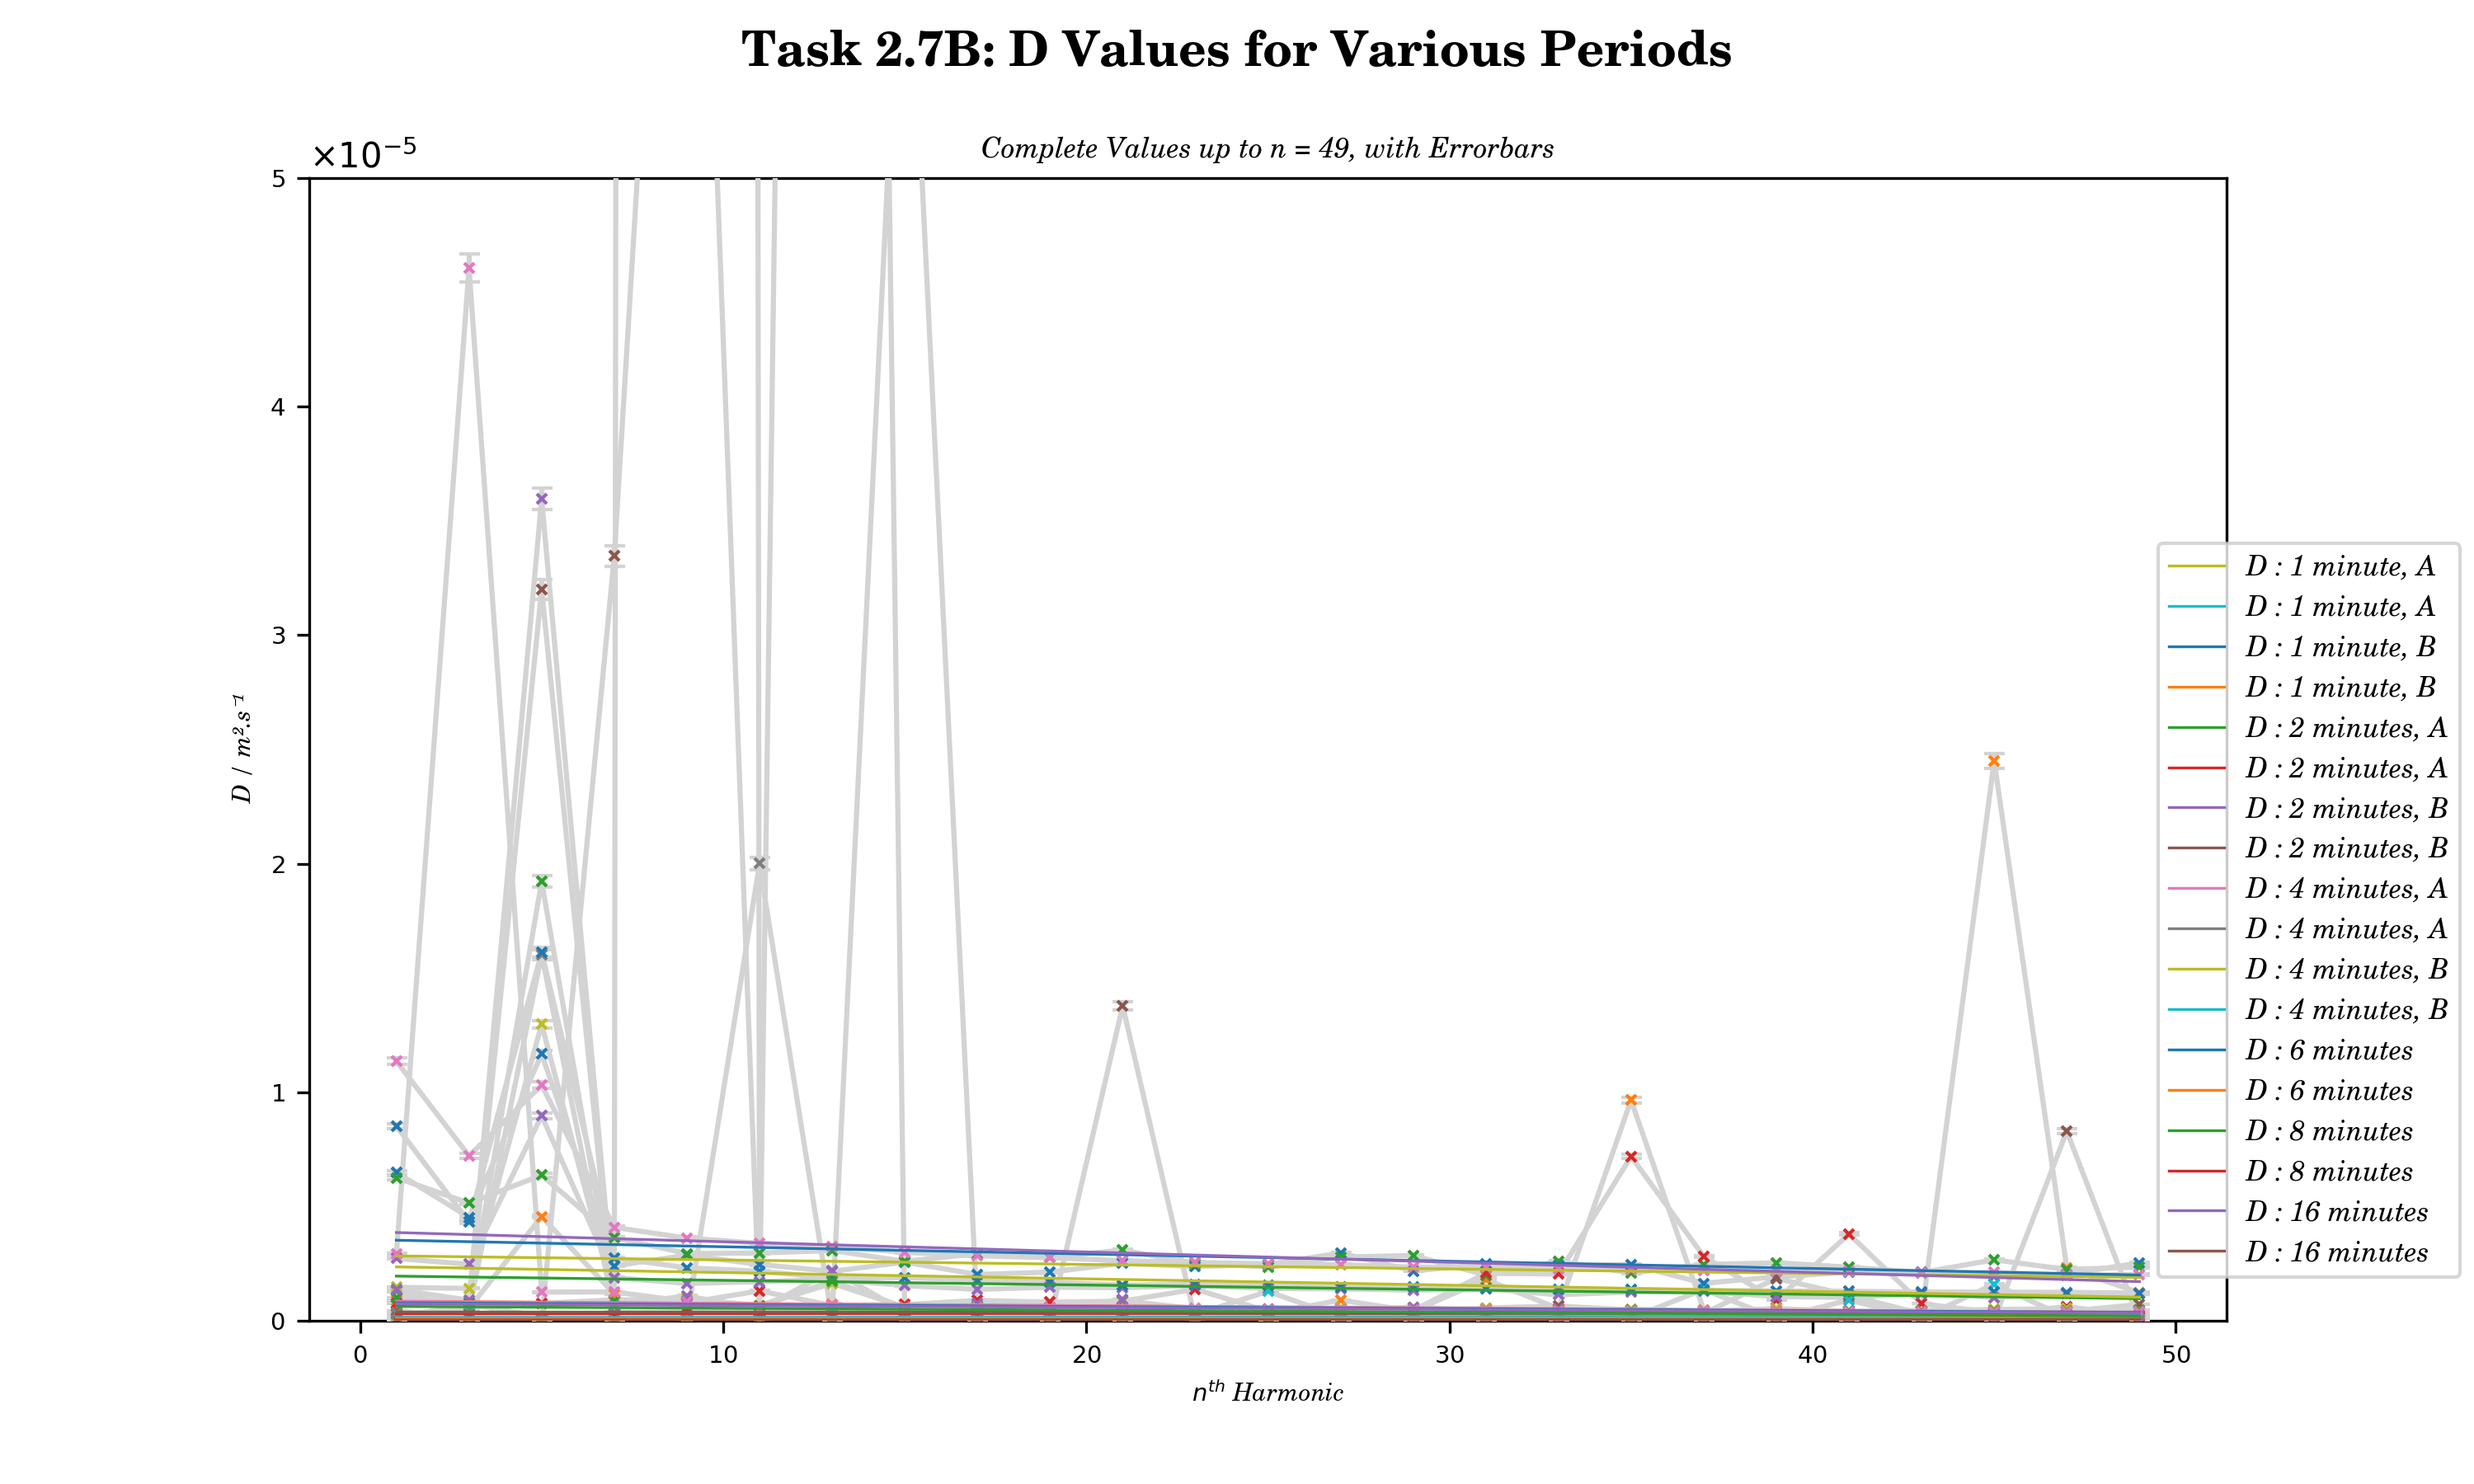 Task 2.7B: D Values for Various Periods
Complete Values up to n = 49, with Errorbars
×10⁻⁵
5
4
3
2
1
0
D / m².s⁻¹
0 10 20 30 40 50
nᵗʰ Harmonic
D : 1 minute, A
D : 1 minute, A
D : 1 minute, B
D : 1 minute, B
D : 2 minutes, A
D : 2 minutes, A
D : 2 minutes, B
D : 2 minutes, B
D : 4 minutes, A
D : 4 minutes, A
D : 4 minutes, B
D : 4 minutes, B
D : 6 minutes
D : 6 minutes
D : 8 minutes
D : 8 minutes
D : 16 minutes
D : 16 minutes